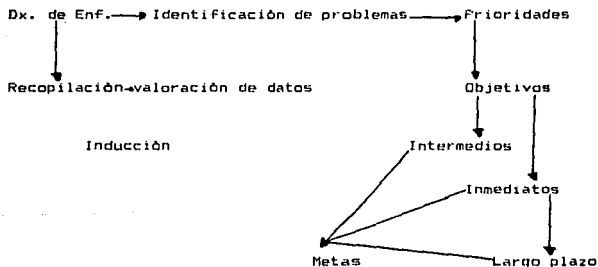 Dx. de Enf. Identificación de problemas Prioridades
Recopilación valoración de datos Objetivos
Inducción Intermedios
Inmediatos
Metas Largo plazo